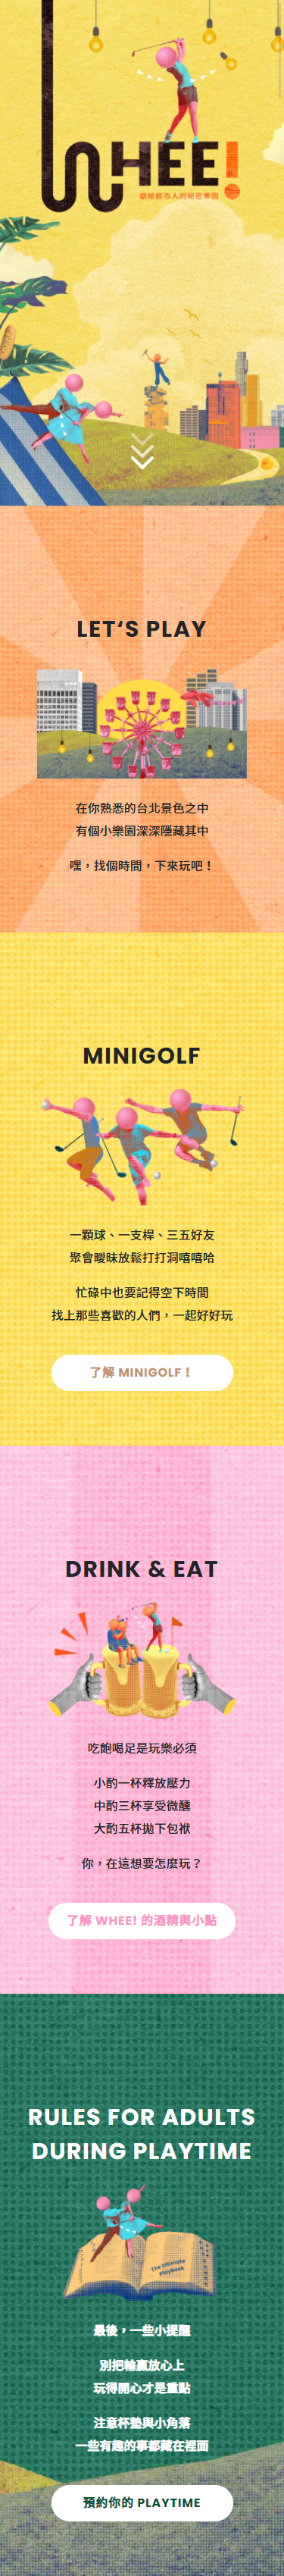 WHEE!
獻給都市人的秘密樂園
LET‘S PLAY
在你熟悉的台北景色之中
有個小樂園深深隱藏其中
嘿，找個時間，下來玩吧！
MINIGOLF
一顆球、一支桿、三五好友
聚會曖昧放鬆打打洞嘻嘻哈
忙碌中也要記得空下時間
找上那些喜歡的人們，一起好好玩
了解 MINIGOLF！
DRINK & EAT
吃飽喝足是玩樂必須
小酌一杯釋放壓力
中酌三杯享受微醺
大酌五杯拋下包袱
你，在這想要怎麼玩？
了解 WHEE! 的酒精與小點
RULES FOR ADULTS
DURING PLAYTIME
The Ultimate
Playbook
最後，一些小提醒
別把輸贏放心上
玩得開心才是重點
注意杯墊與小角落
一些有趣的事都藏在裡面
預約你的 PLAYTIME